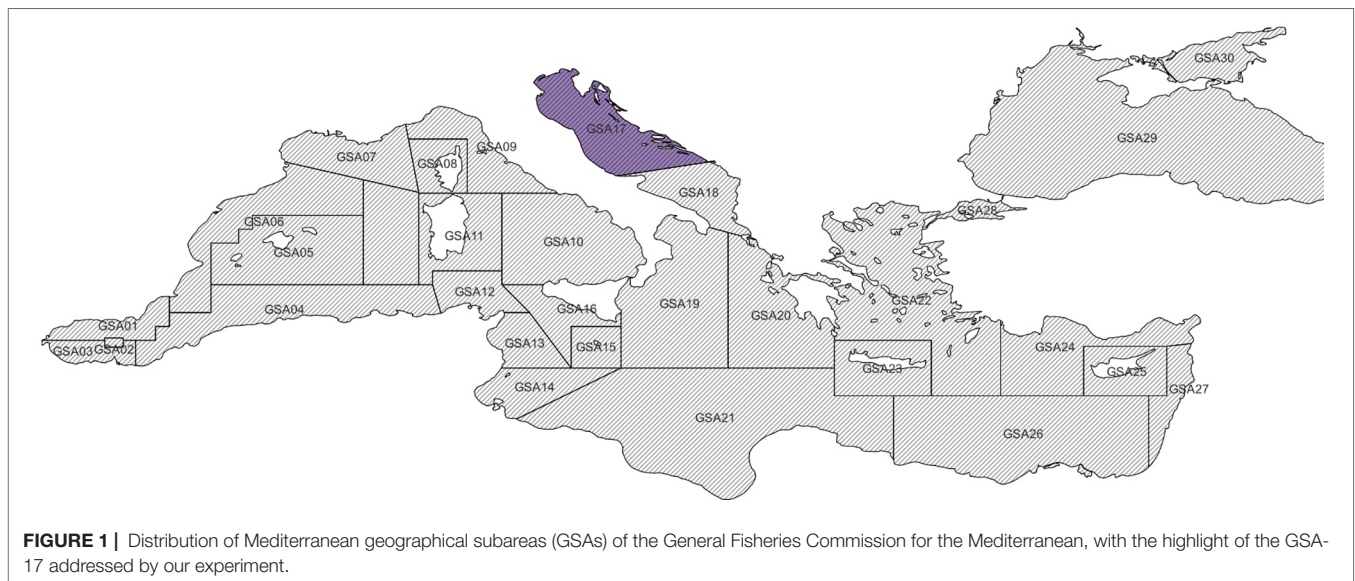 GSA30
GSA29
GSA17
GSA09
GSA07
GSA08
GSA18
GSA28
GSA06
GSA11
GSA10
GSA05
GSA12
GSA22
GSA04
GSA16
GSA19
GSA20
GSA01
GSA13
GSA15
GSA24
GSA03
GSA02
GSA23
GSA25
GSA14
GSA27
GSA21
GSA26
FIGURE 1 | Distribution of Mediterranean geographical subareas (GSAs) of the General Fisheries Commission for the Mediterranean, with the highlight of the GSA-
17 addressed by our experiment.